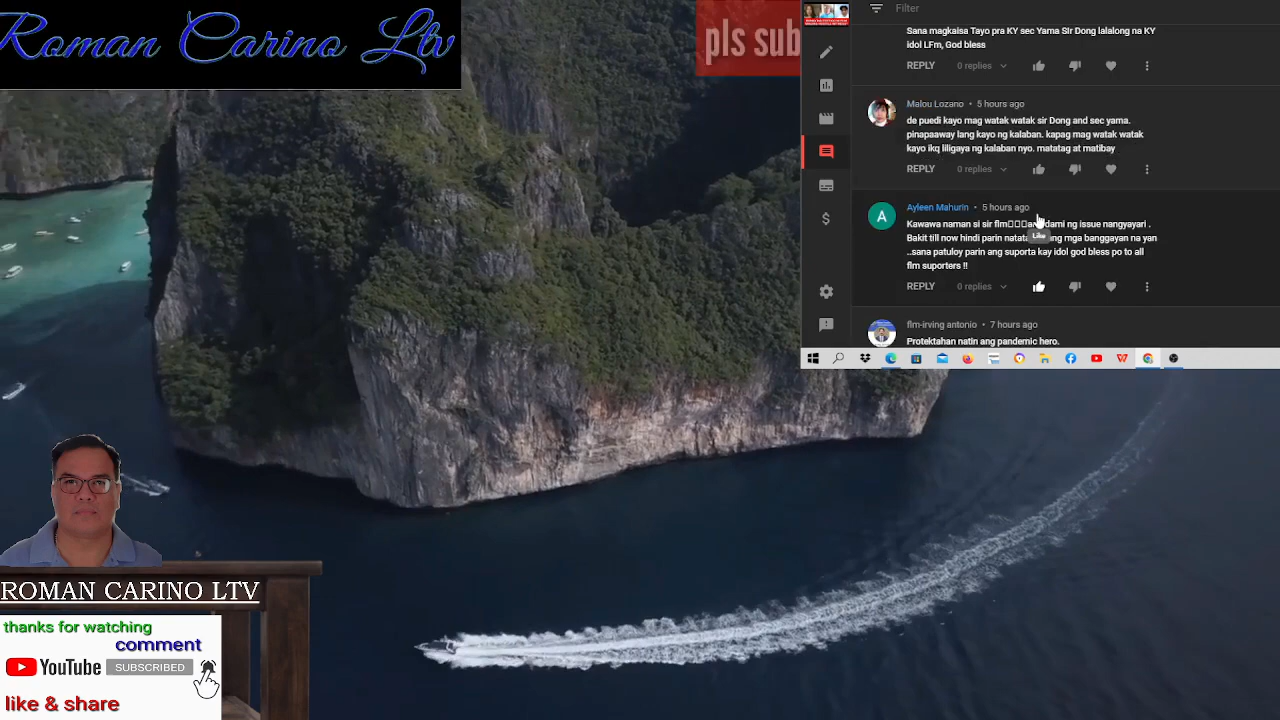 Roman Carino Ltv
pls sub
Filter
Sana magkaisa Tayo pra KY sec Yama SIr Dong lalalong na KY
idol LFm, God bless
REPLY 0 replies
Malou Lozano • 5 hours ago
de puedi kayo mag watak watak sir Dong and sec yama.
pinapaaway lang kayo ng kalaban. kapag mag watak watak
kayo ikq liligaya ng kalaban nyo. matatag at matibay
REPLY 0 replies
A
Ayleen Mahurin • 5 hours ago
Kawawa naman si sir flm dami ng issue nangyayari .
Bakit till now hindi parin ang mga banggayan na yan
..sana patuloy parin ang suporta kay idol god bless po to all
flm suporters !!
Like
REPLY 0 replies
flm-irving antonio • 7 hours ago
Protektahan natin ang pandemic hero.
ROMAN CARINO LTV
thanks for watching
comment
YouTube SUBSCRIBED
like & share